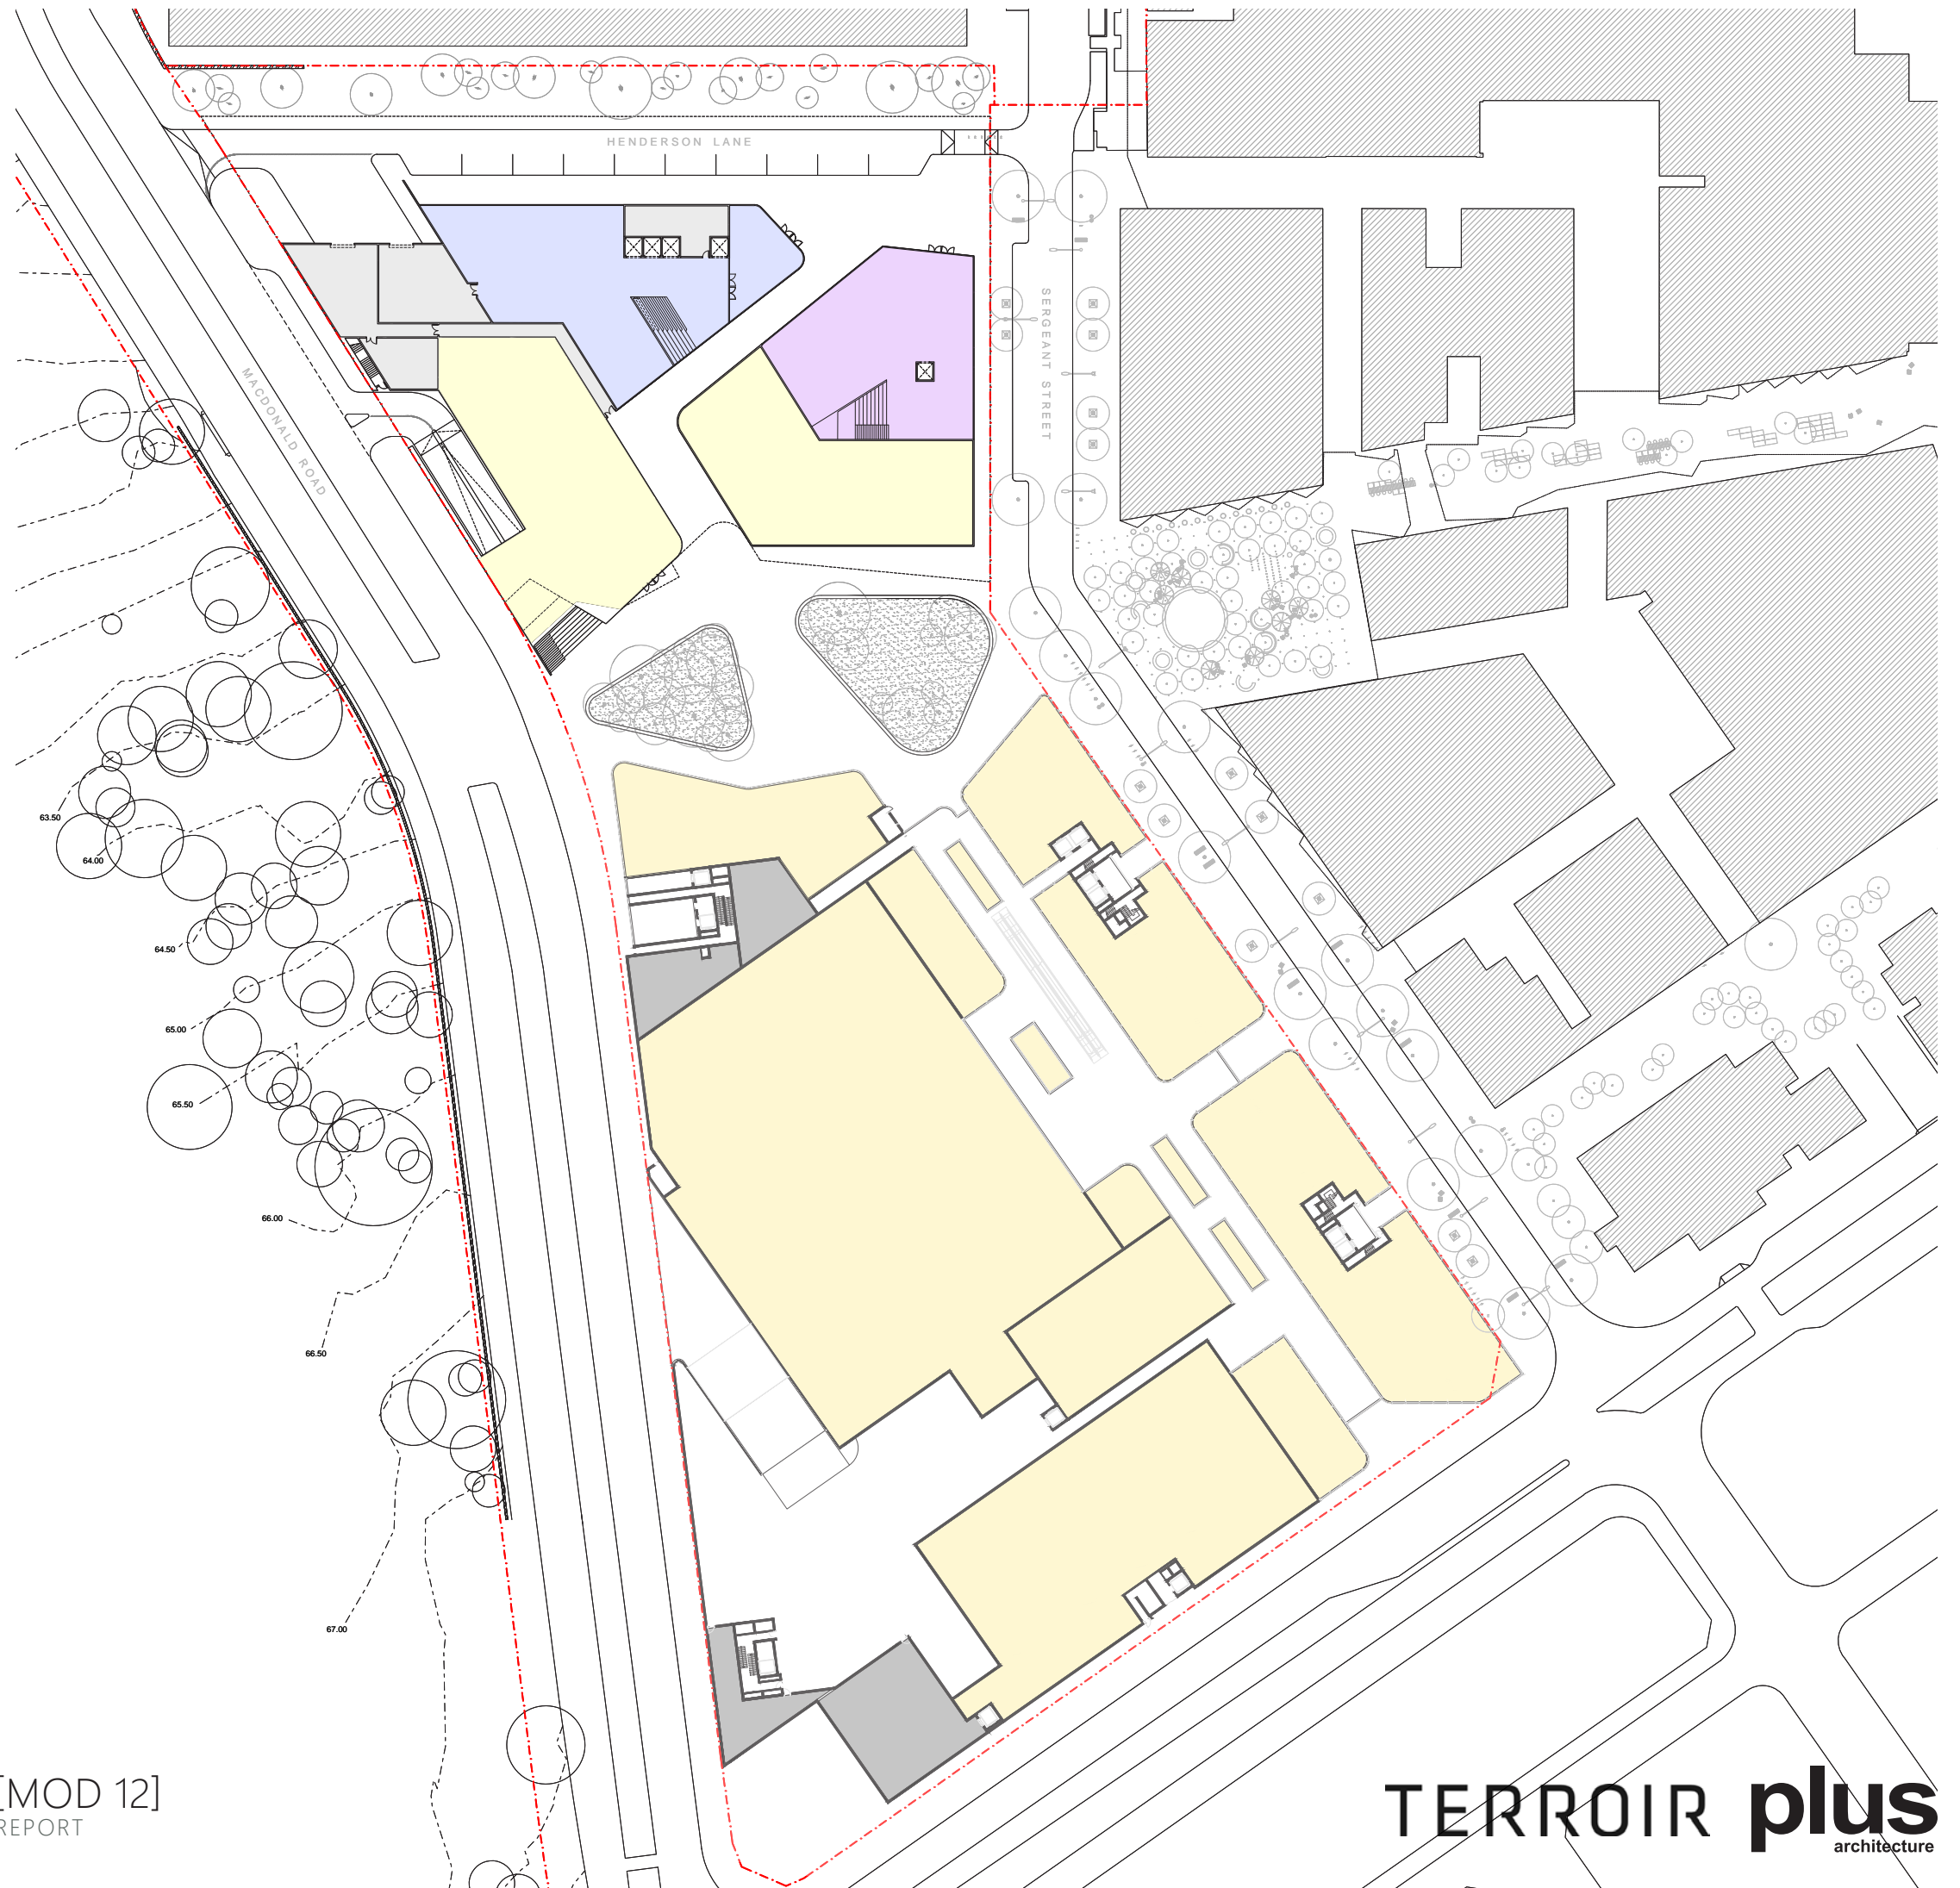 HENDERSON LANE
SERGEANT STREET
MACDONALD ROAD
63.50
64.00
64.50
65.00
65.50
66.00
66.50
67.00
[MOD 12]
REPORT
TERROIR
plus
architecture